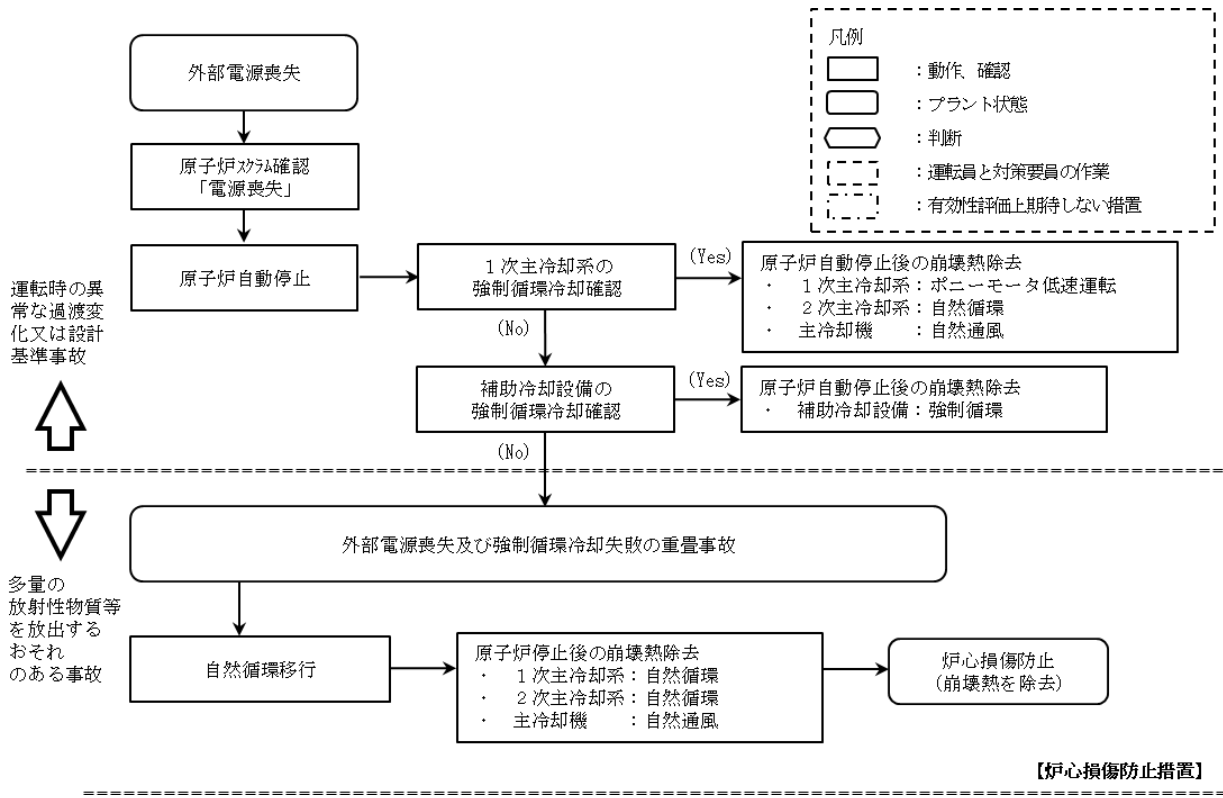 外部電源喪失
原子炉スクラム確認
「電源喪失」
原子炉自動停止
１次主冷却系の
強制循環冷却確認
(Yes)
原子炉自動停止後の崩壊熱除去
・　１次主冷却系：ポニーモータ低速運転
・　２次主冷却系：自然循環
・　主冷却機　　：自然通風
(No)
補助冷却設備の
強制循環冷却確認
(Yes)
原子炉自動停止後の崩壊熱除去
・　補助冷却設備：強制循環
(No)
凡例
：動作、確認
：プラント状態
：判断
：運転員と対策要員の作業
：有効性評価上期待しない措置
運転時の異
常な過渡変
化又は設計
基準事故
多量の
放射性物質等
を放出する
おそれ
のある事故
外部電源喪失及び強制循環冷却失敗の重畳事故
自然循環移行
原子炉停止後の崩壊熱除去
・　１次主冷却系：自然循環
・　２次主冷却系：自然循環
・　主冷却機　　：自然通風
炉心損傷防止
(崩壊熱を除去)
【炉心損傷防止措置】